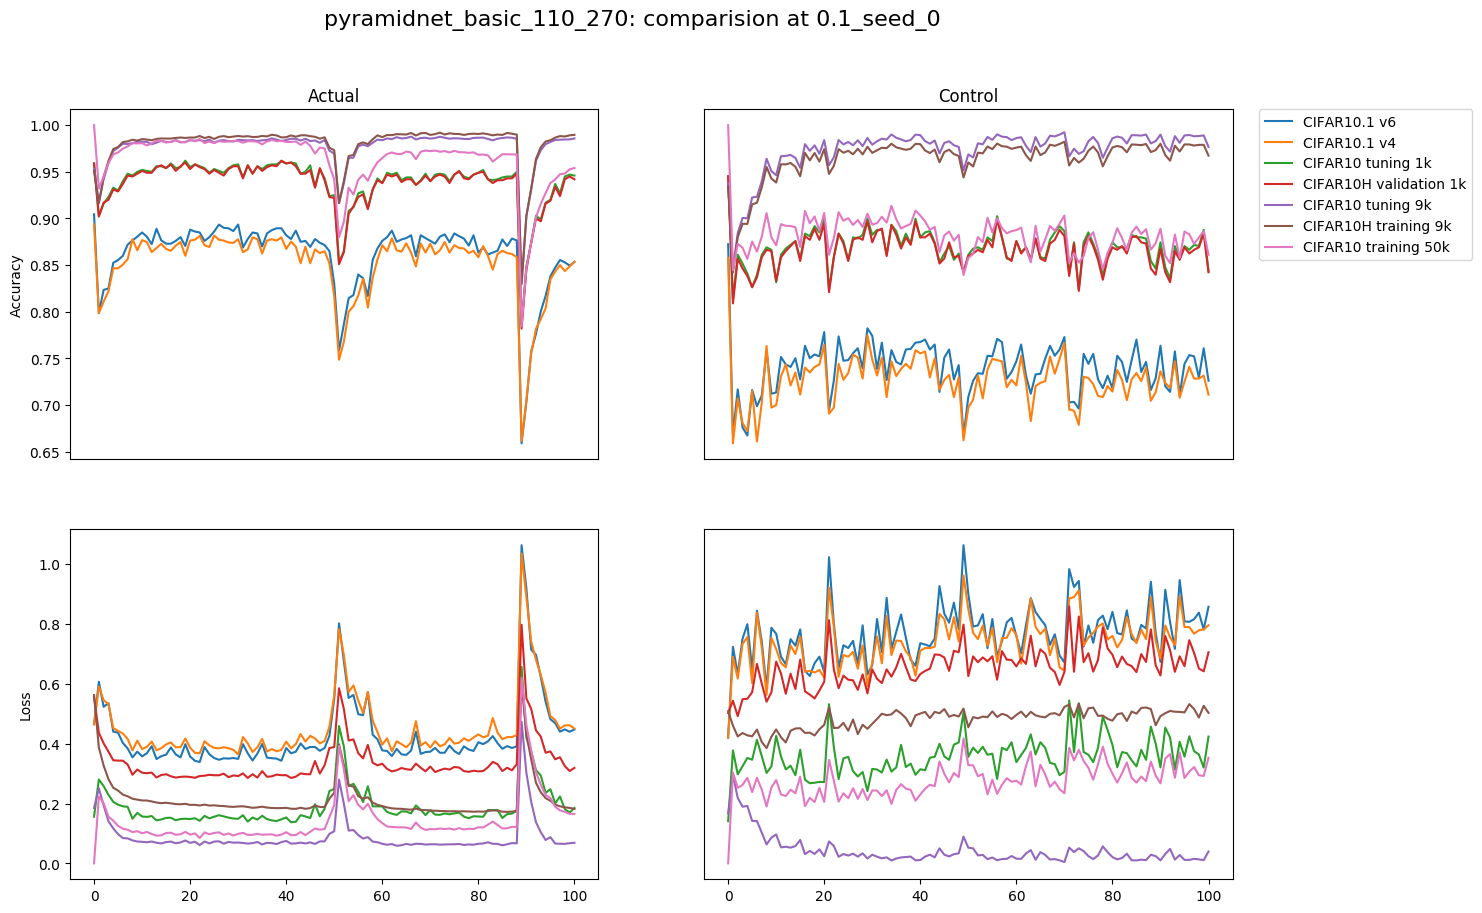 pyramidnet_basic_110_270: comparision at 0.1_seed_0
Actual
Control
Accuracy
1.00
0.95
0.90
0.85
0.80
0.75
0.70
0.65
CIFAR10.1 v6
CIFAR10.1 v4
CIFAR10 tuning 1k
CIFAR10H validation 1k
CIFAR10 tuning 9k
CIFAR10H training 9k
CIFAR10 training 50k
Loss
1.0
0.8
0.6
0.4
0.2
0.0
0 20 40 60 80 100
0 20 40 60 80 100